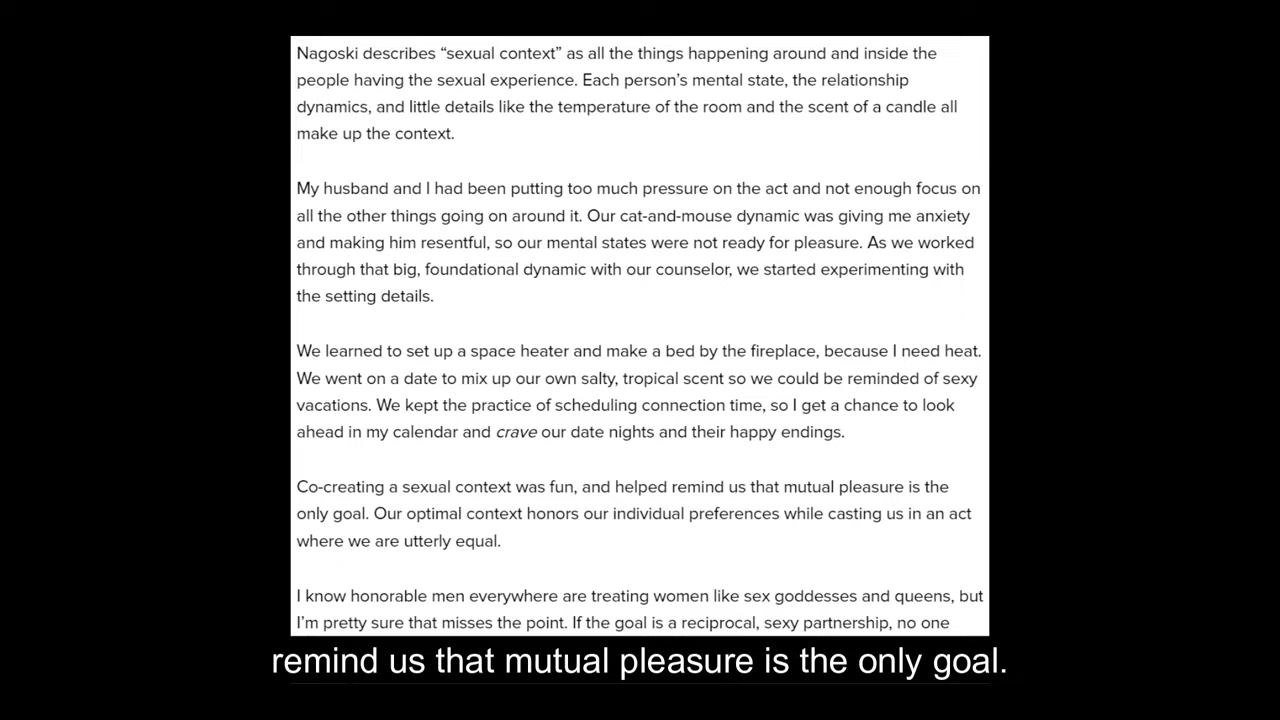 Nagoski describes “sexual context” as all the things happening around and inside the
people having the sexual experience. Each person’s mental state, the relationship
dynamics, and little details like the temperature of the room and the scent of a candle all
make up the context.
My husband and I had been putting too much pressure on the act and not enough focus on
all the other things going on around it. Our cat-and-mouse dynamic was giving me anxiety
and making him resentful, so our mental states were not ready for pleasure. As we worked
through that big, foundational dynamic with our counselor, we started experimenting with
the setting details.
We learned to set up a space heater and make a bed by the fireplace, because I need heat.
We went on a date to mix up our own salty, tropical scent so we could be reminded of sexy
vacations. We kept the practice of scheduling connection time, so I get a chance to look
ahead in my calendar and crave our date nights and their happy endings.
Co-creating a sexual context was fun, and helped remind us that mutual pleasure is the
only goal. Our optimal context honors our individual preferences while casting us in an act
where we are utterly equal.
I know honorable men everywhere are treating women like sex goddesses and queens, but
I’m pretty sure that misses the point. If the goal is a reciprocal, sexy partnership, no one
remind us that mutual pleasure is the only goal.